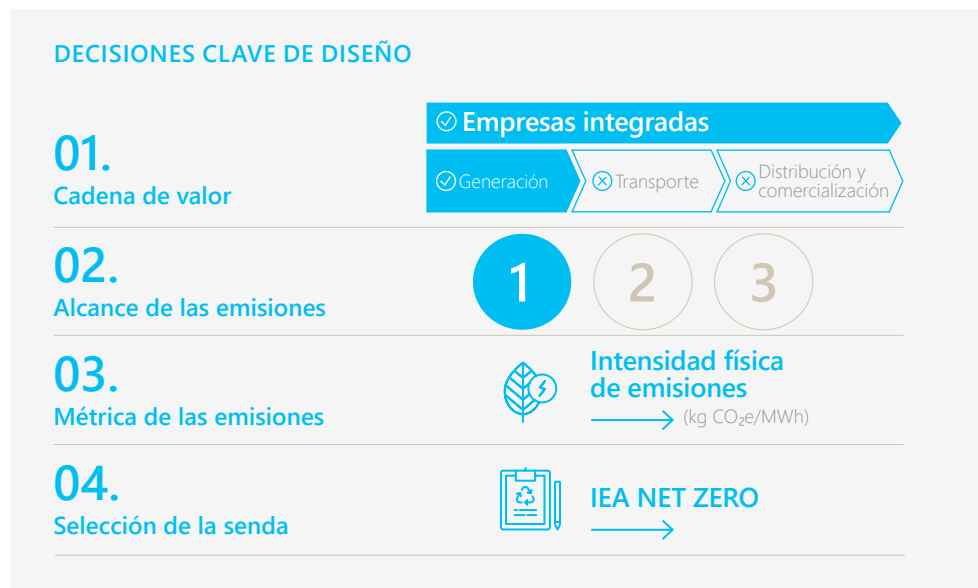 DECISIONES CLAVE DE DISEÑO
01.
Cadena de valor
Empresas integradas
Generación
Transporte
Distribución y
comercialización
02.
Alcance de las emisiones
1
2
3
03.
Métrica de las emisiones
Intensidad física
de emisiones
(kg CO₂e/MWh)
04.
Selección de la senda
IEA NET ZERO